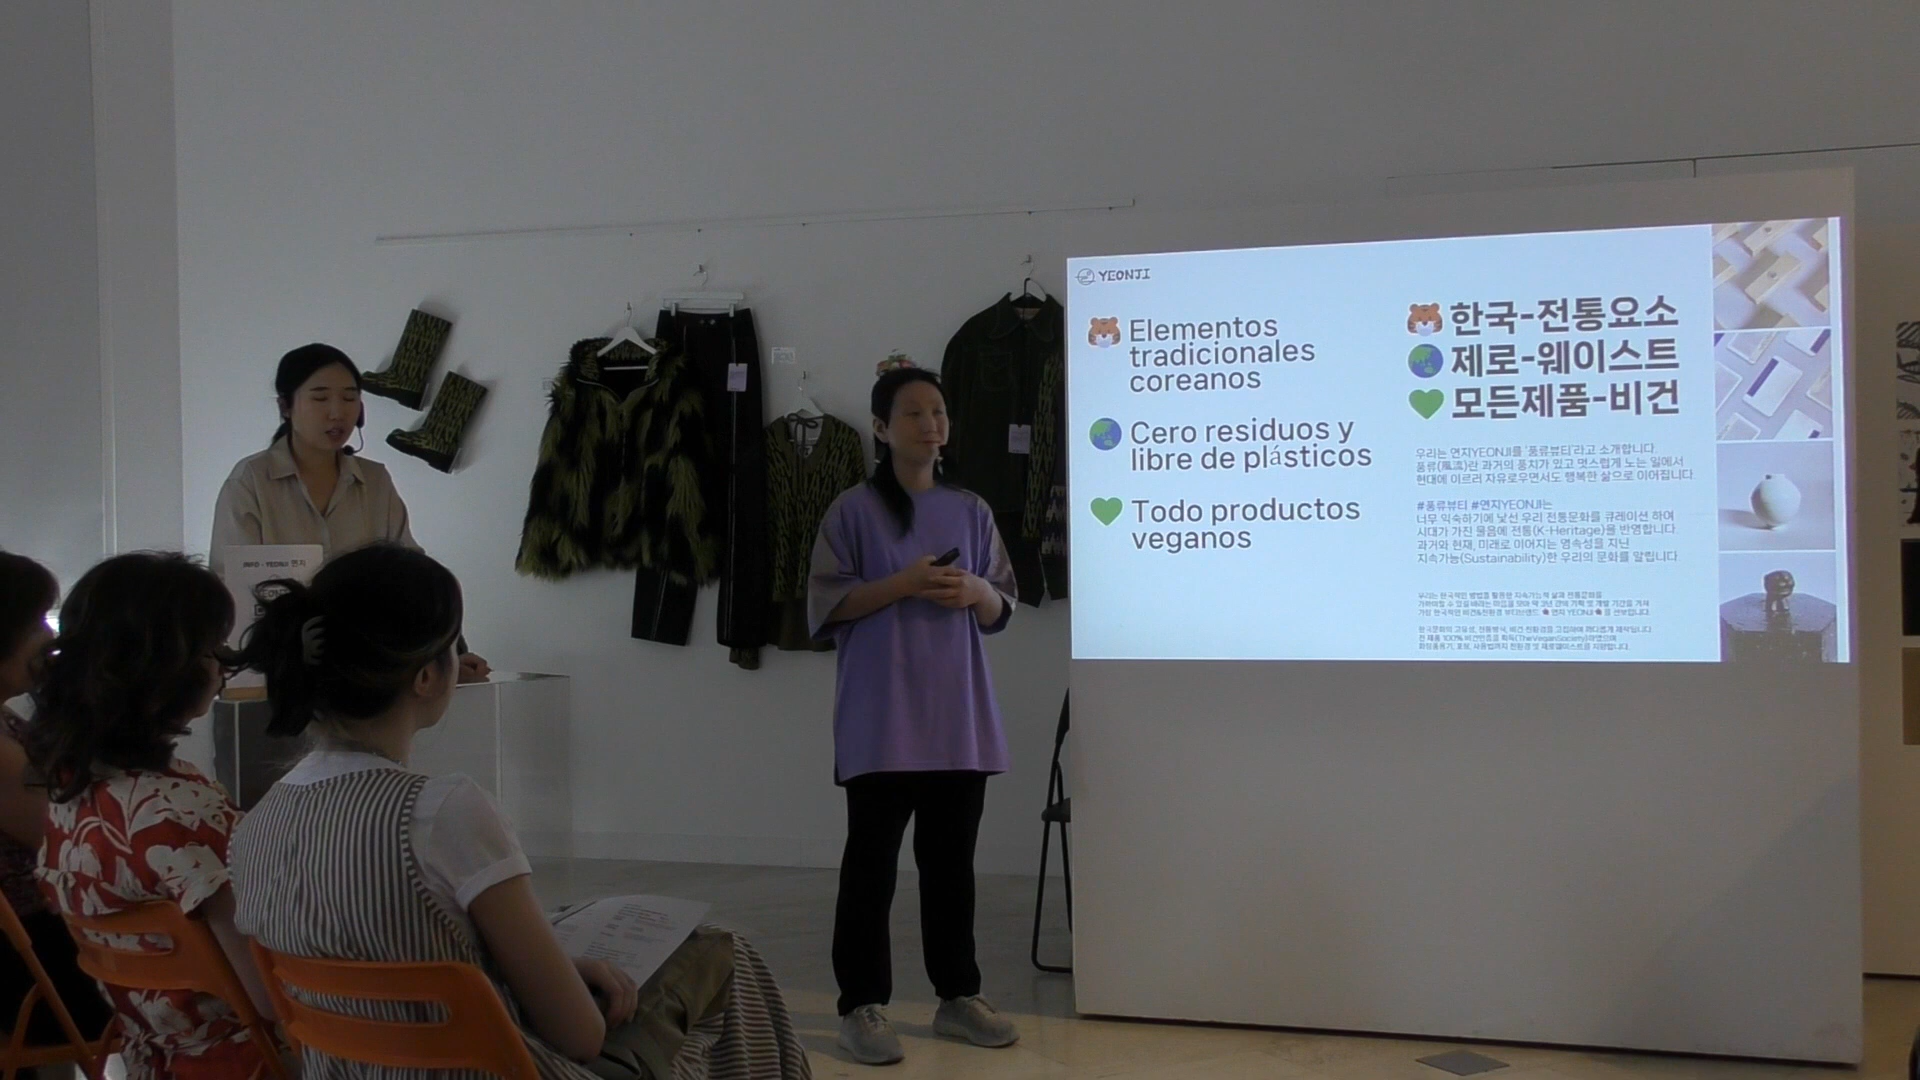 YEONJI
Elementos
tradicionales
coreanos
Cero residuos y
libre de plásticos
Todo productos
veganos
한국-전통요소
제로-웨이스트
모든제품-비건
우리는 연지YEONJI를 '풍류뷰티'라고 소개합니다.
풍류(風流)란 과거의 풍치가 있고 멋스럽게 노는 일에서
현대에 이르러 자유로우면서도 행복한 삶으로 이어집니다.
#풍류뷰티 #연지YEONJI는
너무 익숙하기에 낯선 우리 전통문화를 큐레이션 하여
시대가 가진 물음에 전통(K-Heritage)을 반영합니다.
과거와 현재, 미래로 이어지는 영속성을 지닌
지속가능(Sustainability)한 우리의 문화를 알립니다.
INFO - YEONJI 연지